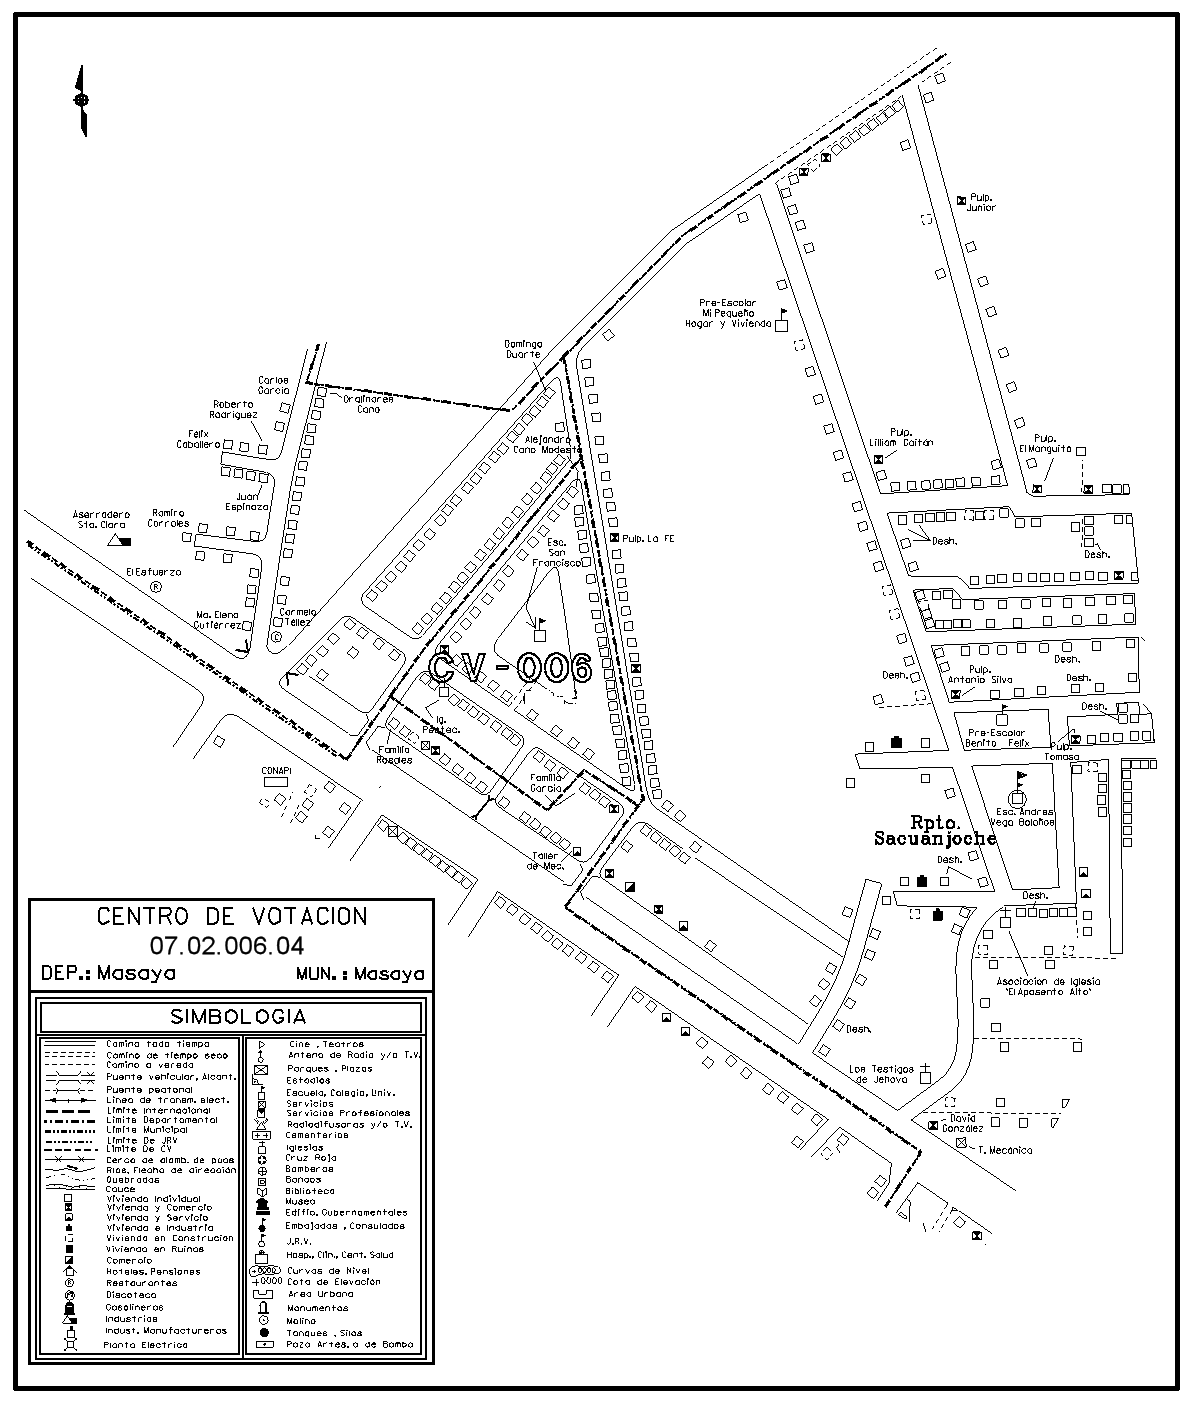 Pulp.
Junior
Pre-Escolar
Mi Pequeño
Hogar y Vivienda
Domingo
Duarte
Carlos
Garcia
Orglinares
Cano
Roberto
Rodriguez
Félix
Caballero
Alejandro
Cano Modesto
Pulp.
Lilliam Gaitán
Pulp.
El Manguito
Juan
Espinoza
Aserradero
Sta. Clara
Ramiro
Corrales
Pulp. La FE
Esc.
San
Francisco
Desh.
Desh.
El Esfuerzo
R
Ma. Elena
Gutiérrez
Carmelo
Téllez
CV-006
Desh.
Desh.
Pulp.
Antonio Silva
Desh.
Desh.
Ig.
Pentec.
Familia
Rosales
Pre-Escolar
Benito Felix
Pulp.
Tomasa
CONAPI
Familia
Garcia
Esc. Andres
Vega Bolaños
Rpto.
Sacuanjoche
Taller
de Mec.
Desh.
Desh.
Asociacion de Iglesia
"El Aposento Alto"
Desh.
Los Testigos
de Jehova
David
González
T. Mecánica
CENTRO DE VOTACION
07.02.006.04
DEP.: Masaya MUN.: Masaya
SIMBOLOGIA
Camino todo tiempo
Camino de tiempo seco
Camino o vereda
Puente vehicular, Alcant.
Puente peatonal
Linea de transm. elect.
Limite Internacional
Limite Departamental
Limite Municipal
Limite De JRV
Limite De CV
Cerco de alamb. de puas
Rios, Flecha de direación
Quebradas
Cauce
Vivienda Individual
Vivienda y Comercio
Vivienda y Servicio
Vivienda e Industria
Vivienda en Construcion
Vivienda en Ruinas
Comercio
Hoteles, Pensiones
Restaurantes
Discoteca
Gasolineras
Industrias
Indust. Manufactureras
Planta Electrica
Cine , Teatros
Antena de Radio y/o T.V.
Parques , Plazas
Estadios
Escuela, Colegio, Univ.
Servicios
Servicios Profesionales
Radiodifusoras y/o T.V.
Cementerios
Iglesias
Cruz Roja
Bomberos
Bancos
Biblioteca
Museo
Edific. Gubernamentales
Embajadas , Consulados
J.R.V.
Hosp., Clin., Cent. Salud
Curvas de Nivel
Cota de Elevación
Area Urbana
Monumentos
Molino
Tanques , Silos
Pozo Artes. o de Bomba